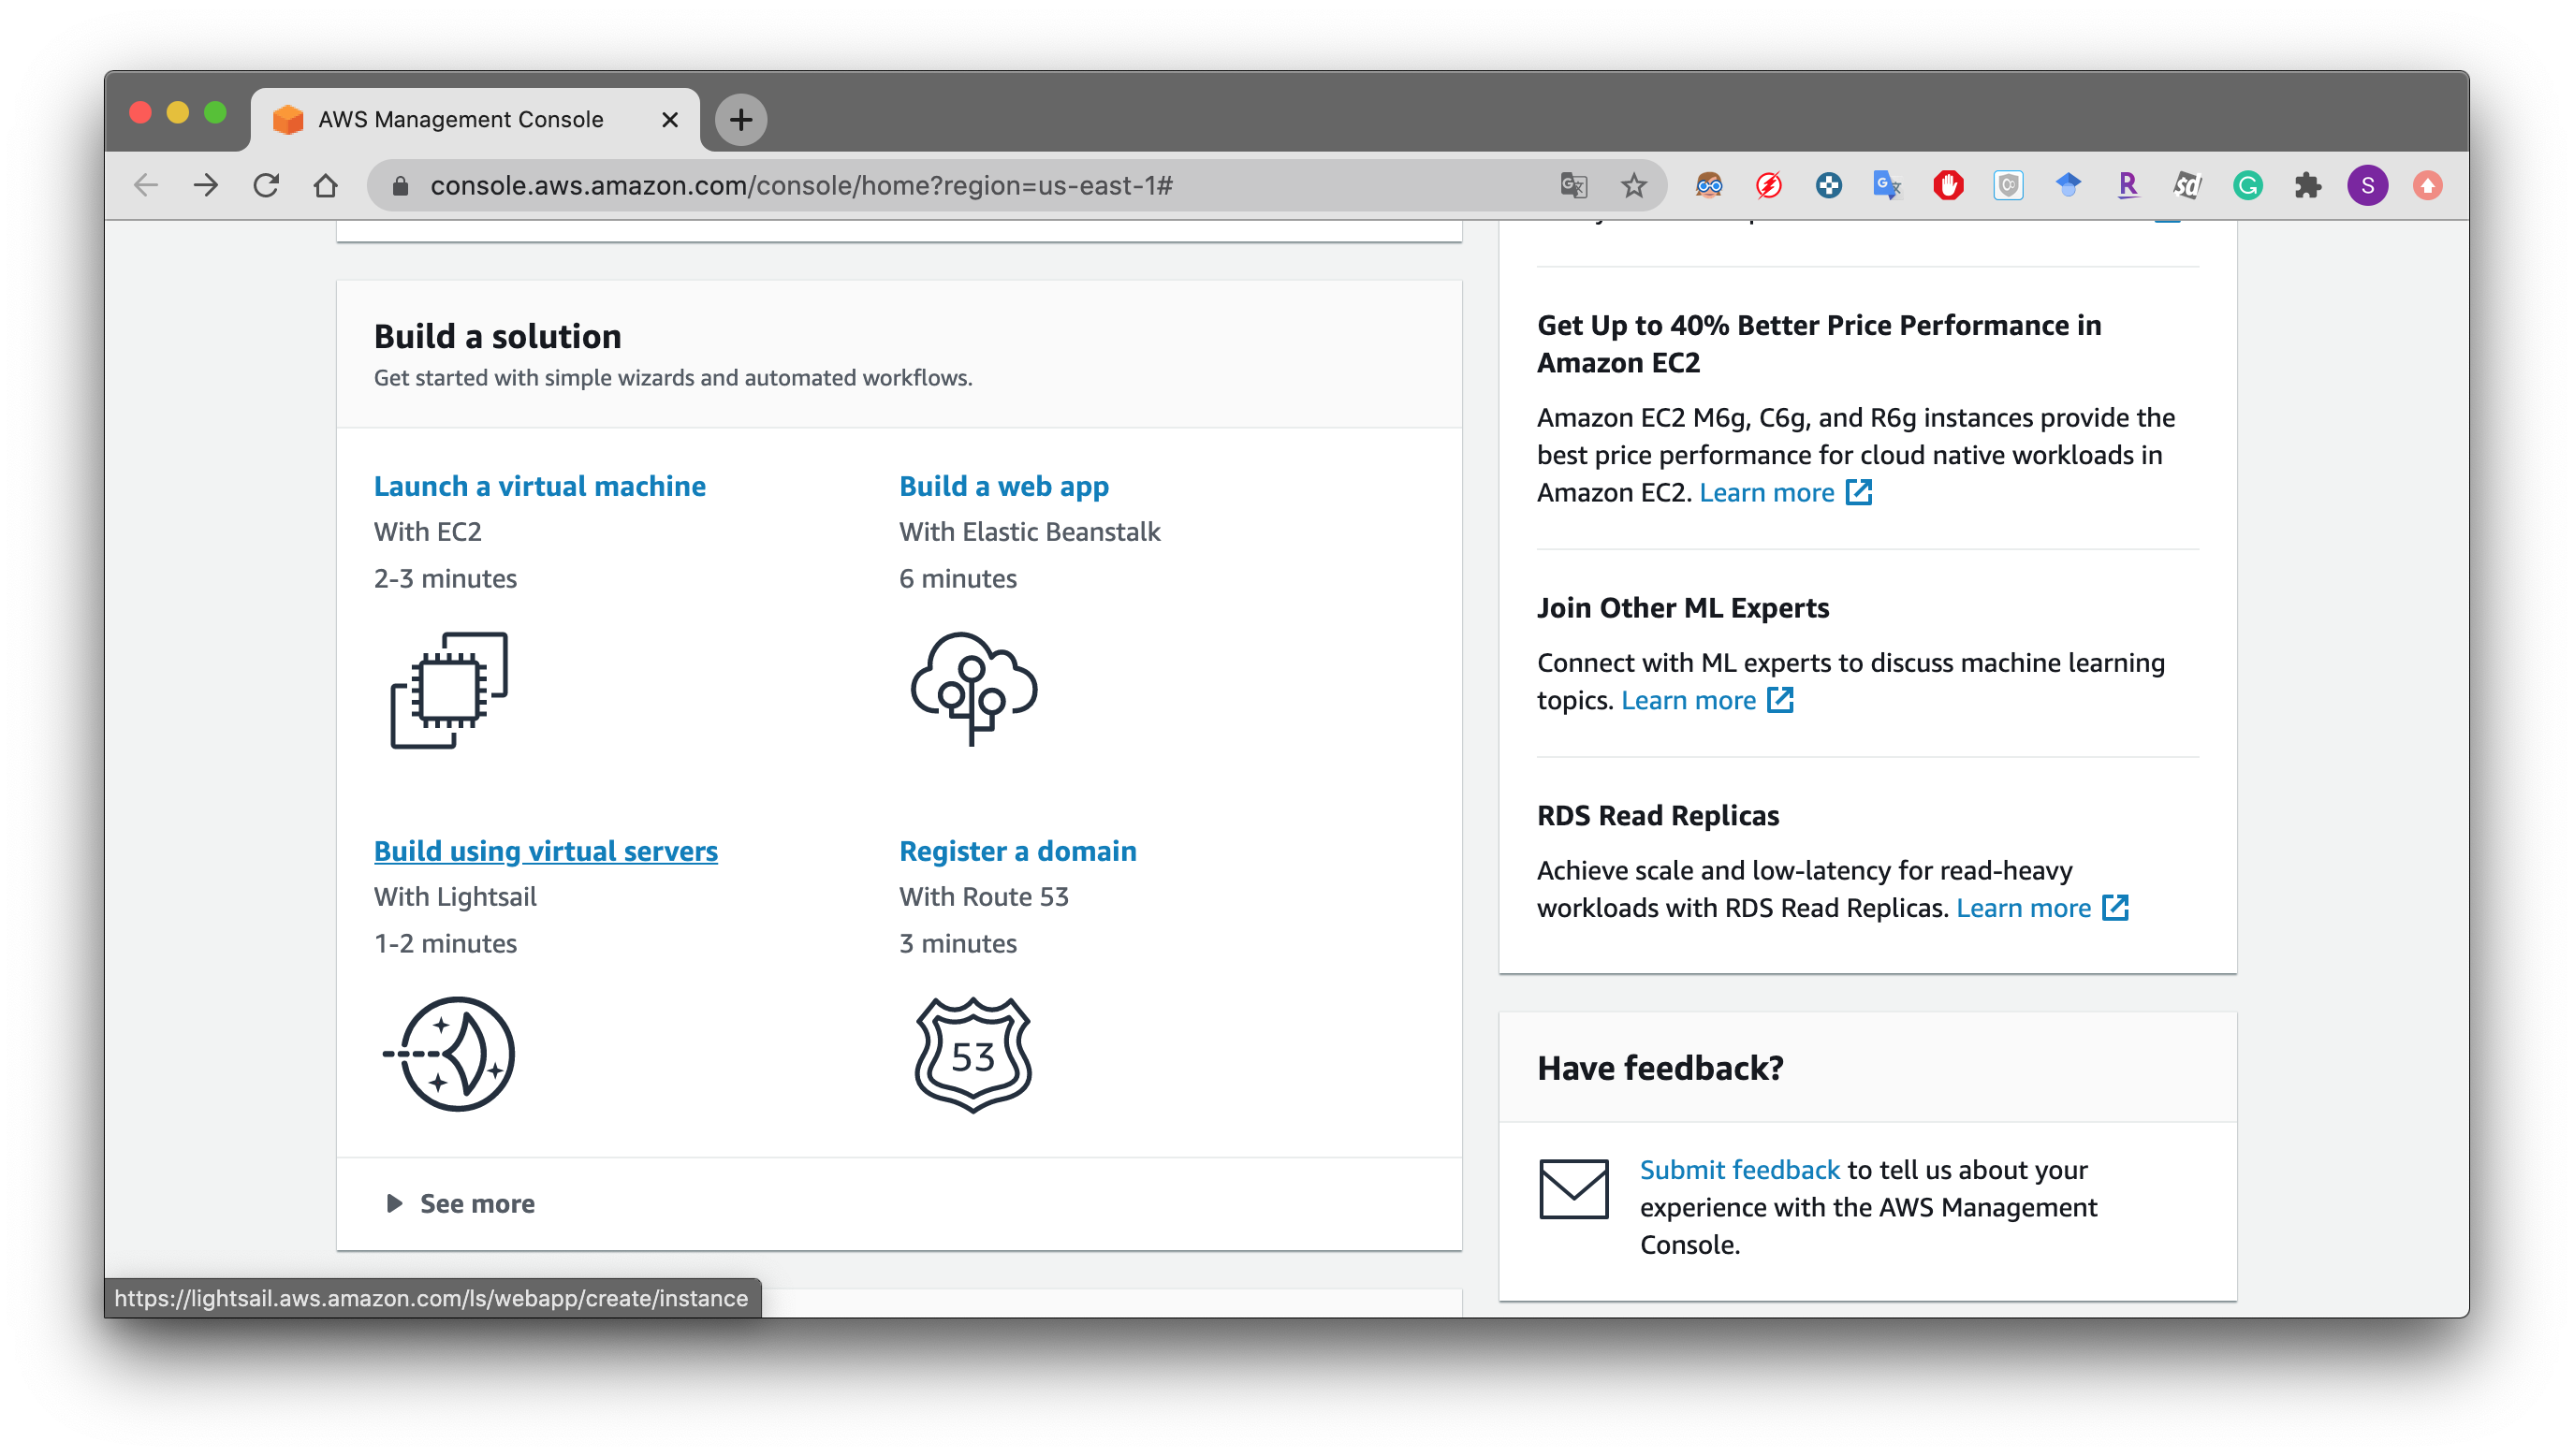 AWS Management Console
console.aws.amazon.com/console/home?region=us-east-1#
S
Build a solution
Get started with simple wizards and automated workflows.
Launch a virtual machine
With EC2
2-3 minutes
Build a web app
With Elastic Beanstalk
6 minutes
Build using virtual servers
With Lightsail
1-2 minutes
Register a domain
With Route 53
3 minutes
53
See more
Get Up to 40% Better Price Performance in
Amazon EC2
Amazon EC2 M6g, C6g, and R6g instances provide the
best price performance for cloud native workloads in
Amazon EC2. Learn more
Join Other ML Experts
Connect with ML experts to discuss machine learning
topics. Learn more
RDS Read Replicas
Achieve scale and low-latency for read-heavy
workloads with RDS Read Replicas. Learn more
Have feedback?
Submit feedback to tell us about your
experience with the AWS Management
Console.
https://lightsail.aws.amazon.com/ls/webapp/create/instance